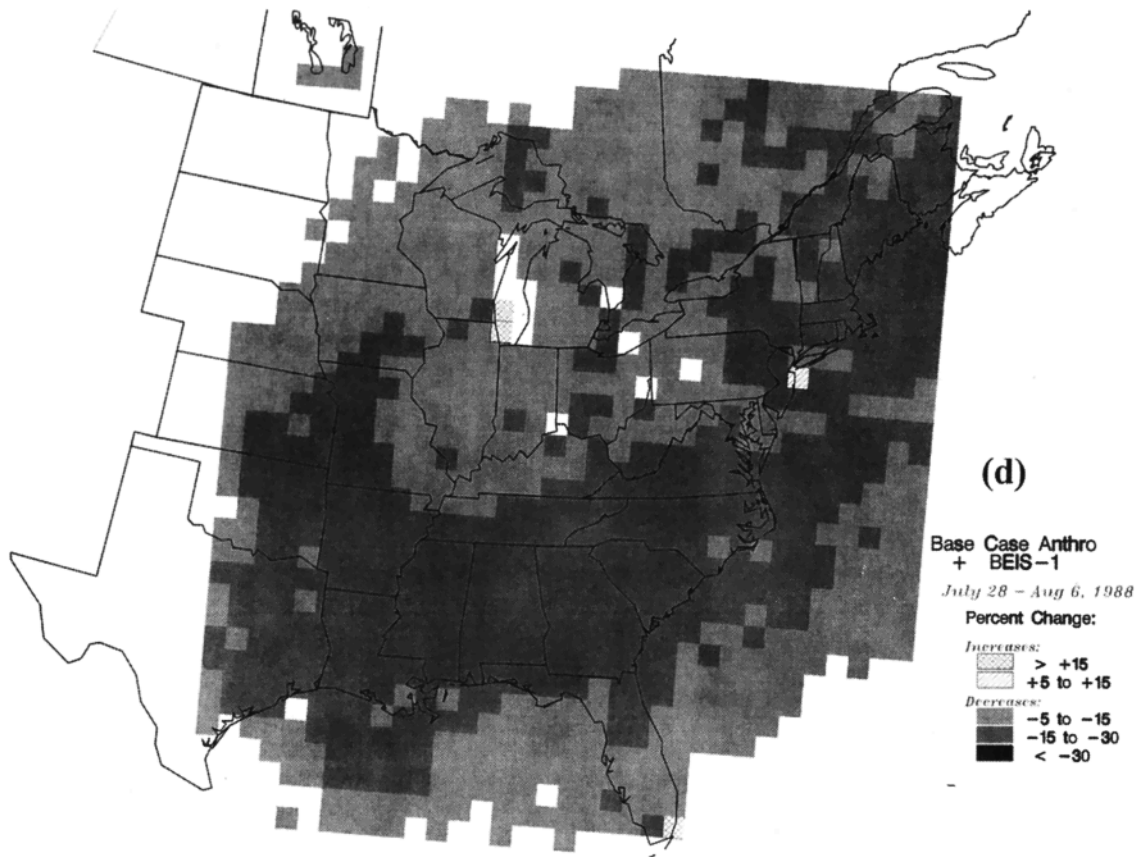 (d)
Base Case Anthro
+ BEIS-1
July 28 - Aug 6, 1988
Percent Change:
Increases:
> +15
+5 to +15
Decreases:
-5 to -15
-15 to -30
< -30